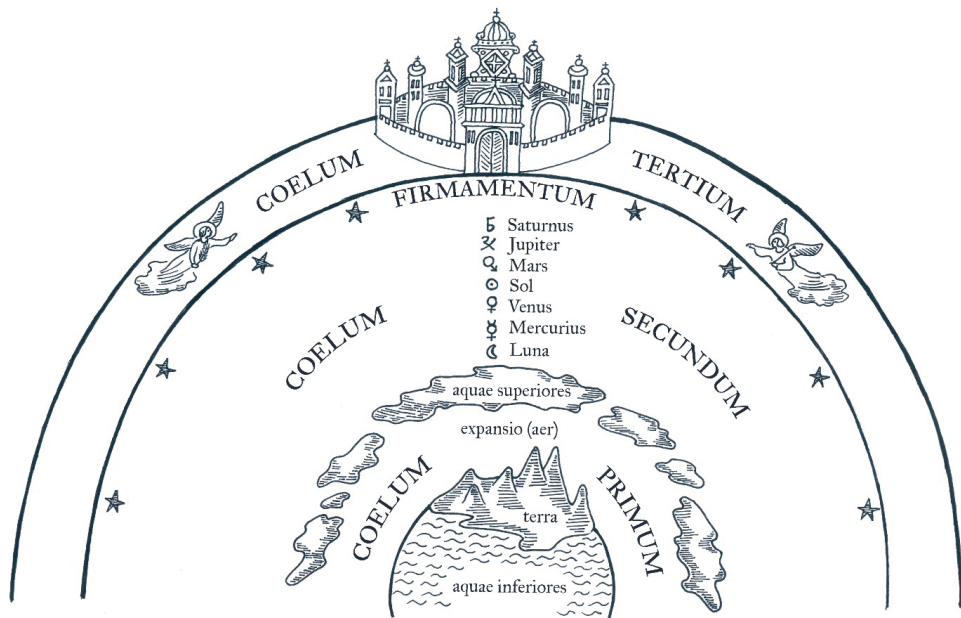 COELUM TERTIUM
FIRMAMENTUM
♄ Saturnus
♃ Jupiter
♂ Mars
☉ Sol
♀ Venus
☿ Mercurius
☾ Luna
COELUM SECUNDUM
aquae superiores
expansio (aer)
COELUM PRIMUM
terra
aquae inferiores